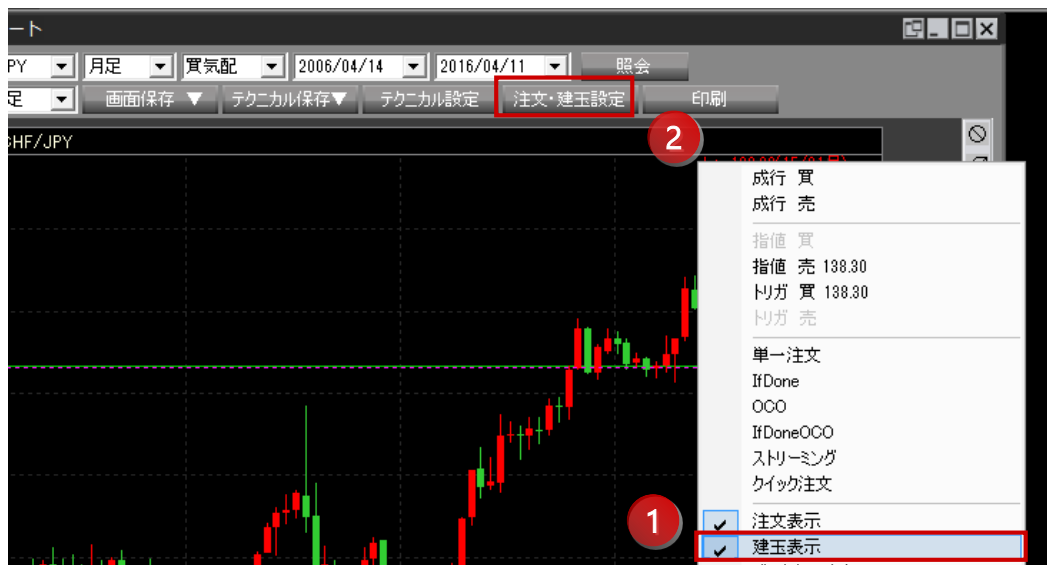 ート
PY 月足 買気配 2006/04/14 2016/04/11 照会
足 画面保存 ▼ テクニカル保存▼ テクニカル設定 注文・建玉設定 印刷
CHF/JPY
2
成行 買
成行 売
指値 買
指値 売 138.30
トリガ 買 138.30
トリガ 売
単一注文
IfDone
OCO
IfDoneOCO
ストリーミング
クイック注文
1
注文表示
建玉表示